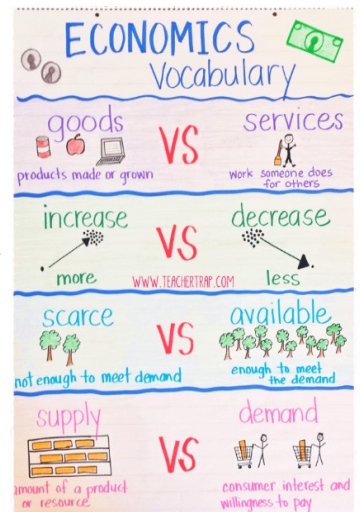 ECONOMICS
Vocabulary
goods VS services
products made or grown
work someone does
for others
increase VS decrease
more
WWW.TEACHERTRAP.COM
less
scarce VS available
not enough to meet demand
enough to meet
the demand
supply VS demand
amount of a product
or resource
consumer interest and
willingness to pay